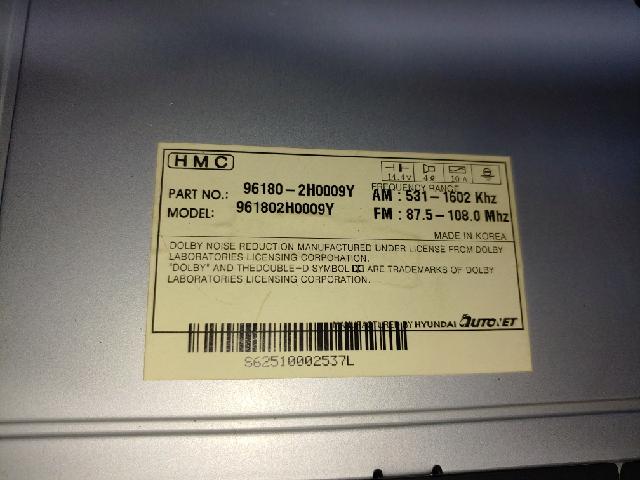 HMC
14.4V 4Ω 10A
PART NO.: 96180-2H0009Y
MODEL: 961802H0009Y
FREQUENCY RANGE
AM : 531-1602 Khz
FM : 87.5-108.0 Mhz
MADE IN KOREA
DOLBY NOISE REDUCTION MANUFACTURED UNDER LICENSE FROM DOLBY
LABORATORIES LICENSING CORPORATION.
"DOLBY" AND THEDOUBLE-D SYMBOL ARE TRADEMARKS OF DOLBY
LABORATORIES LICENSING CORPORATION.
MANUFACTURED BY HYUNDAI AUTONET
S62510002537L